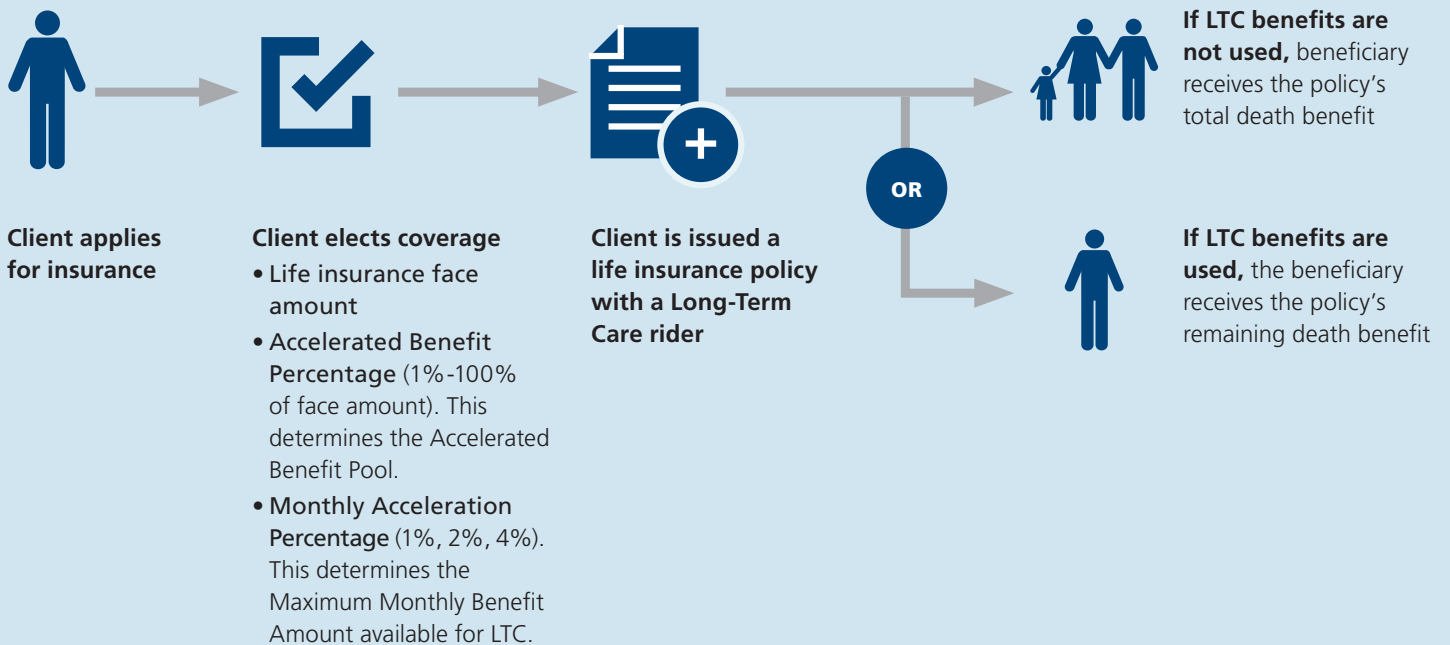 Client applies
for insurance
Client elects coverage
• Life insurance face
amount
• Accelerated Benefit
Percentage (1%-100%
of face amount). This
determines the Accelerated
Benefit Pool.
• Monthly Acceleration
Percentage (1%, 2%, 4%).
This determines the
Maximum Monthly Benefit
Amount available for LTC.
Client is issued a
life insurance policy
with a Long-Term
Care rider
OR
If LTC benefits are
not used, beneficiary
receives the policy’s
total death benefit
If LTC benefits are
used, the beneficiary
receives the policy’s
remaining death benefit